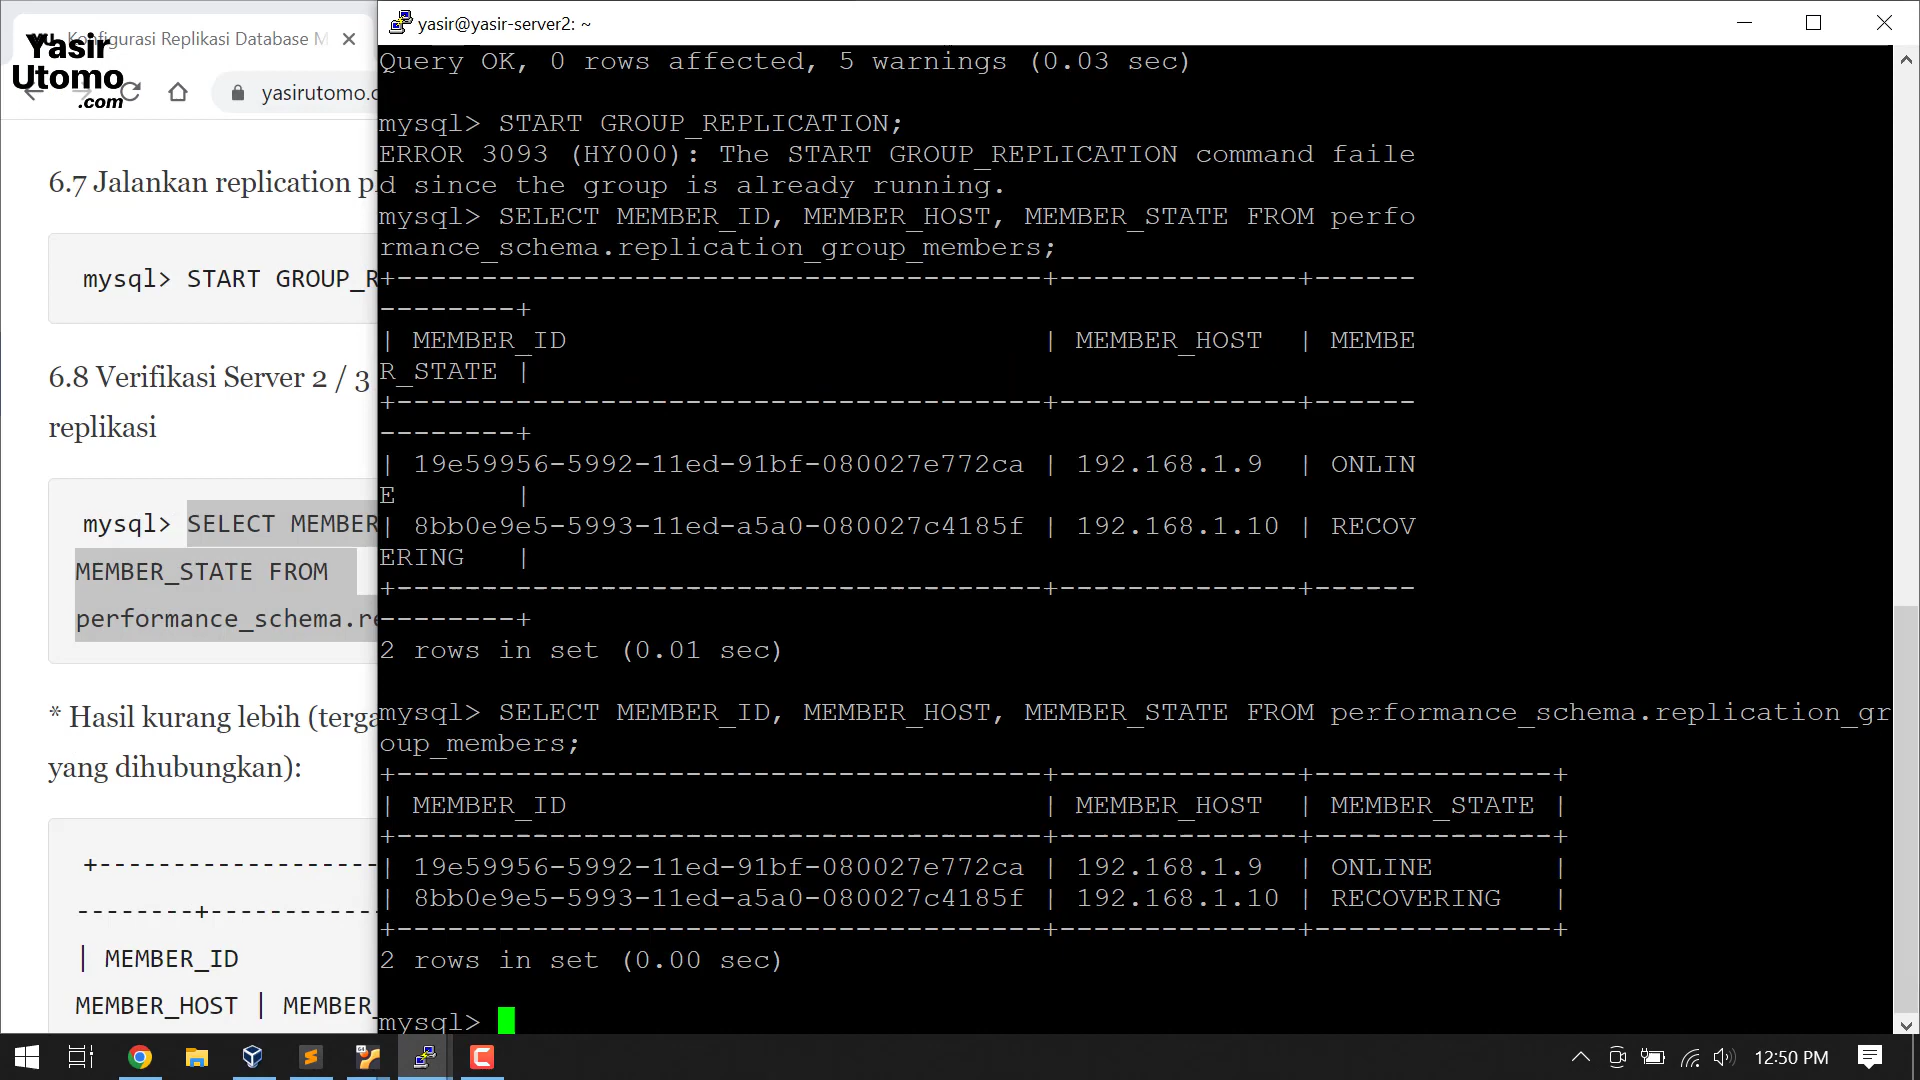 Konfigurasi Replikasi Database M
Yasir
Utomo
.com
yasirutomo.c
6.7 Jalankan replication pl
mysql> START GROUP_R
6.8 Verifikasi Server 2 / 3
replikasi
mysql> SELECT MEMBER
MEMBER_STATE FROM
performance_schema.re
* Hasil kurang lebih (terga
yang dihubungkan):
+-------------------
--------+------------
| MEMBER_ID
MEMBER_HOST | MEMBER_
yasir@yasir-server2: ~
Query OK, 0 rows affected, 5 warnings (0.03 sec)
mysql> START GROUP_REPLICATION;
ERROR 3093 (HY000): The START GROUP_REPLICATION command faile
d since the group is already running.
mysql> SELECT MEMBER_ID, MEMBER_HOST, MEMBER_STATE FROM perfo
rmance_schema.replication_group_members;
+--------------------------------------+--------------+------
--------+
| MEMBER_ID                            | MEMBER_HOST  | MEMBE
R_STATE |
+--------------------------------------+--------------+------
--------+
| 19e59956-5992-11ed-91bf-080027e772ca | 192.168.1.9  | ONLIN
E       |
| 8bb0e9e5-5993-11ed-a5a0-080027c4185f | 192.168.1.10 | RECOV
ERING   |
+--------------------------------------+--------------+------
--------+
2 rows in set (0.01 sec)
mysql> SELECT MEMBER_ID, MEMBER_HOST, MEMBER_STATE FROM performance_schema.replication_gr
oup_members;
+--------------------------------------+--------------+--------------+
| MEMBER_ID                            | MEMBER_HOST  | MEMBER_STATE |
+--------------------------------------+--------------+--------------+
| 19e59956-5992-11ed-91bf-080027e772ca | 192.168.1.9  | ONLINE       |
| 8bb0e9e5-5993-11ed-a5a0-080027c4185f | 192.168.1.10 | RECOVERING   |
+--------------------------------------+--------------+--------------+
2 rows in set (0.00 sec)
mysql>
12:50 PM